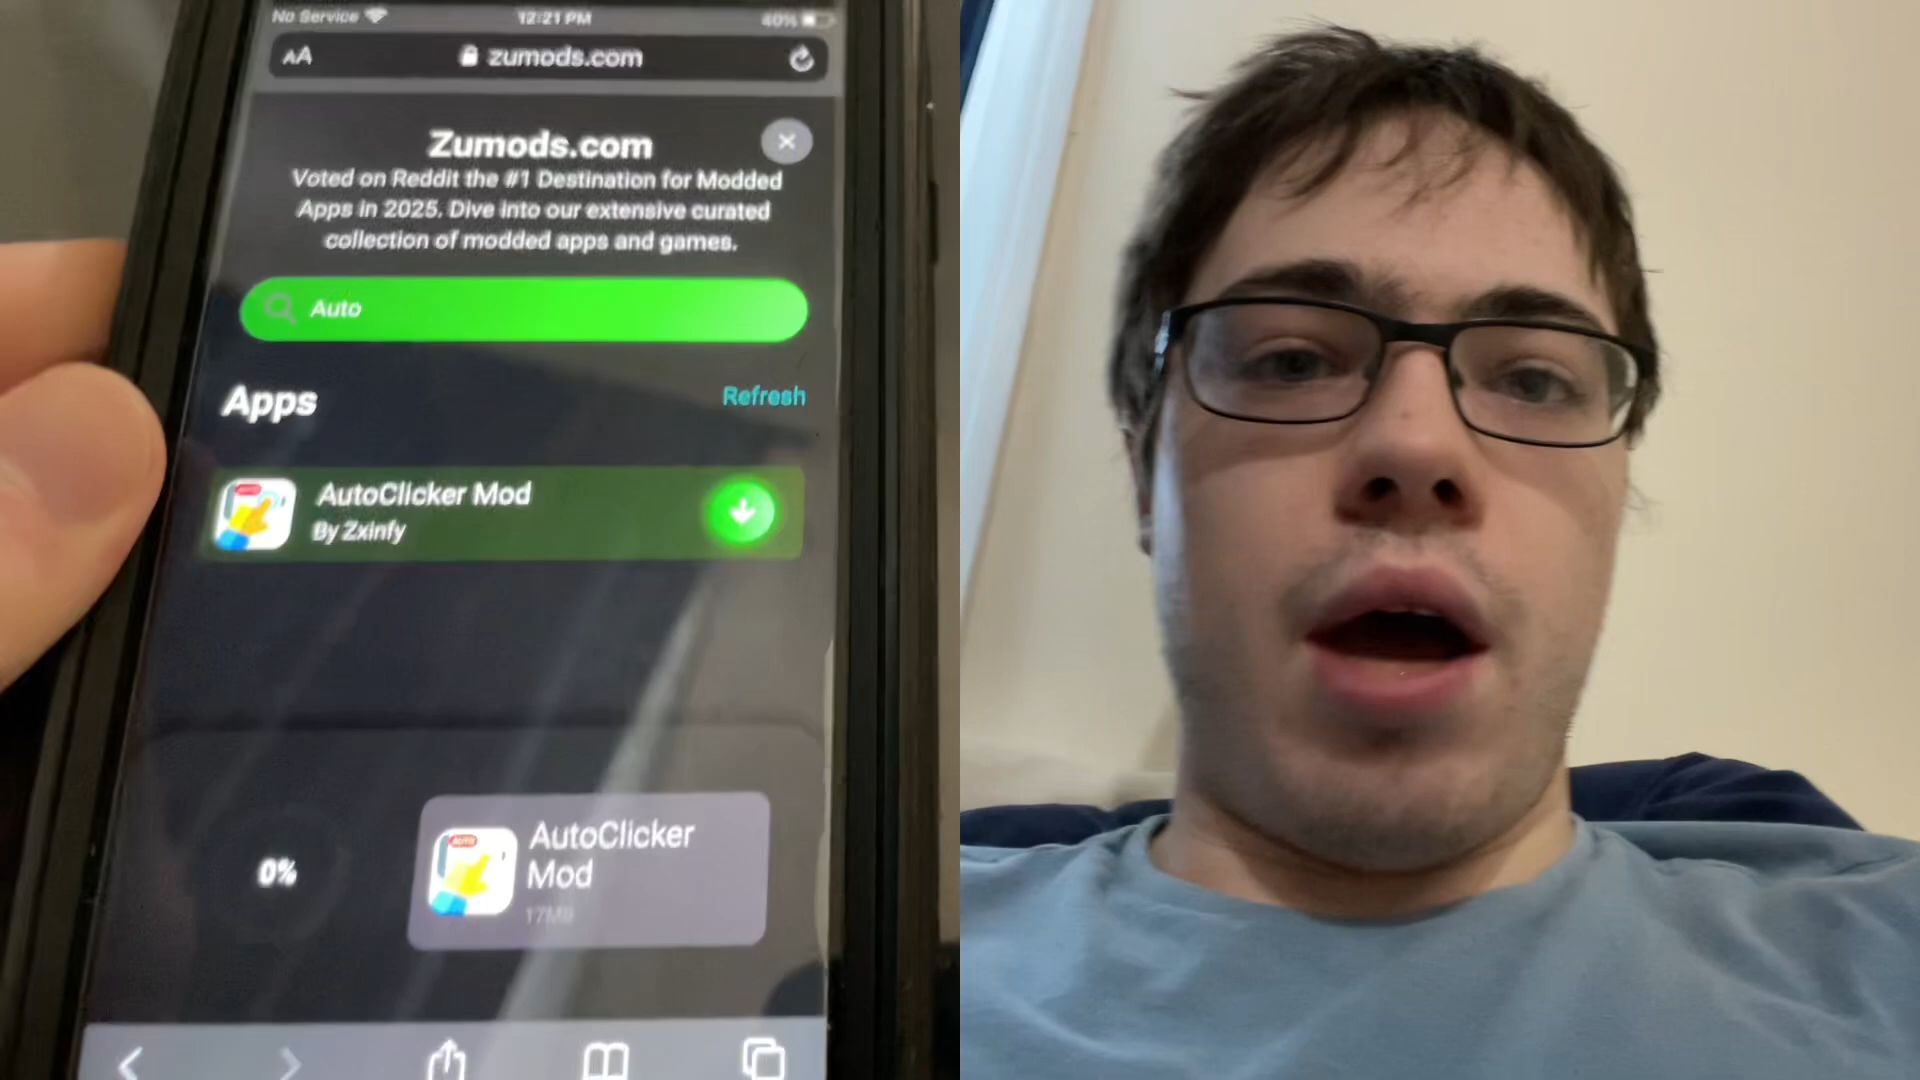 No Service 12:21 PM 40%
AA zumods.com
Zumods.com
Voted on Reddit the #1 Destination for Modded
Apps in 2025. Dive into our extensive curated
collection of modded apps and games.
Auto
Apps Refresh
AutoClicker Mod
By Zxinfy
AUTO
AutoClicker
Mod
17MB
0%